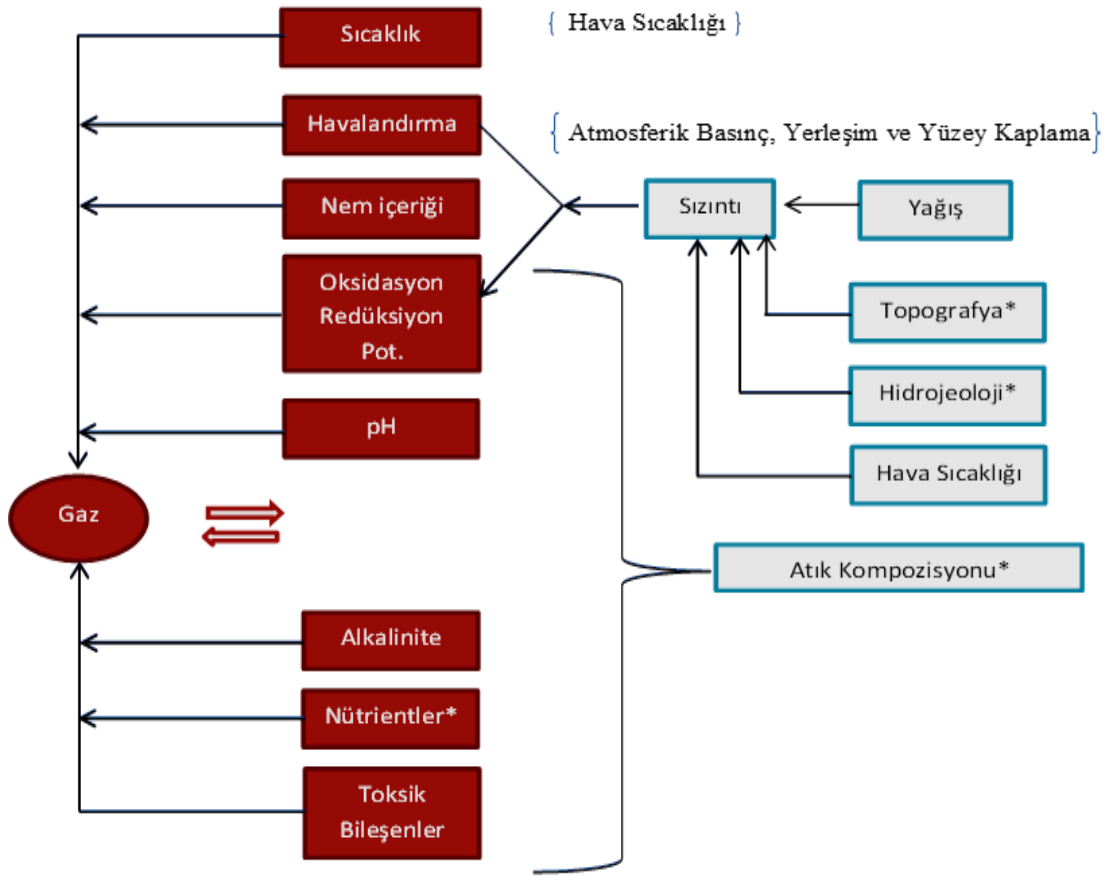 Sıcaklık
{ Hava Sıcaklığı }
Havalandırma
{ Atmosferik Basınç, Yerleşim ve Yüzey Kaplama}
Nem içeriği
Sızıntı
Yağış
Oksidasyon
Redüksiyon
Pot.
Topografya*
Hidrojeoloji*
pH
Hava Sıcaklığı
Gaz
Atık Kompozisyonu*
Alkalinite
Nütrientler*
Toksik
Bileşenler